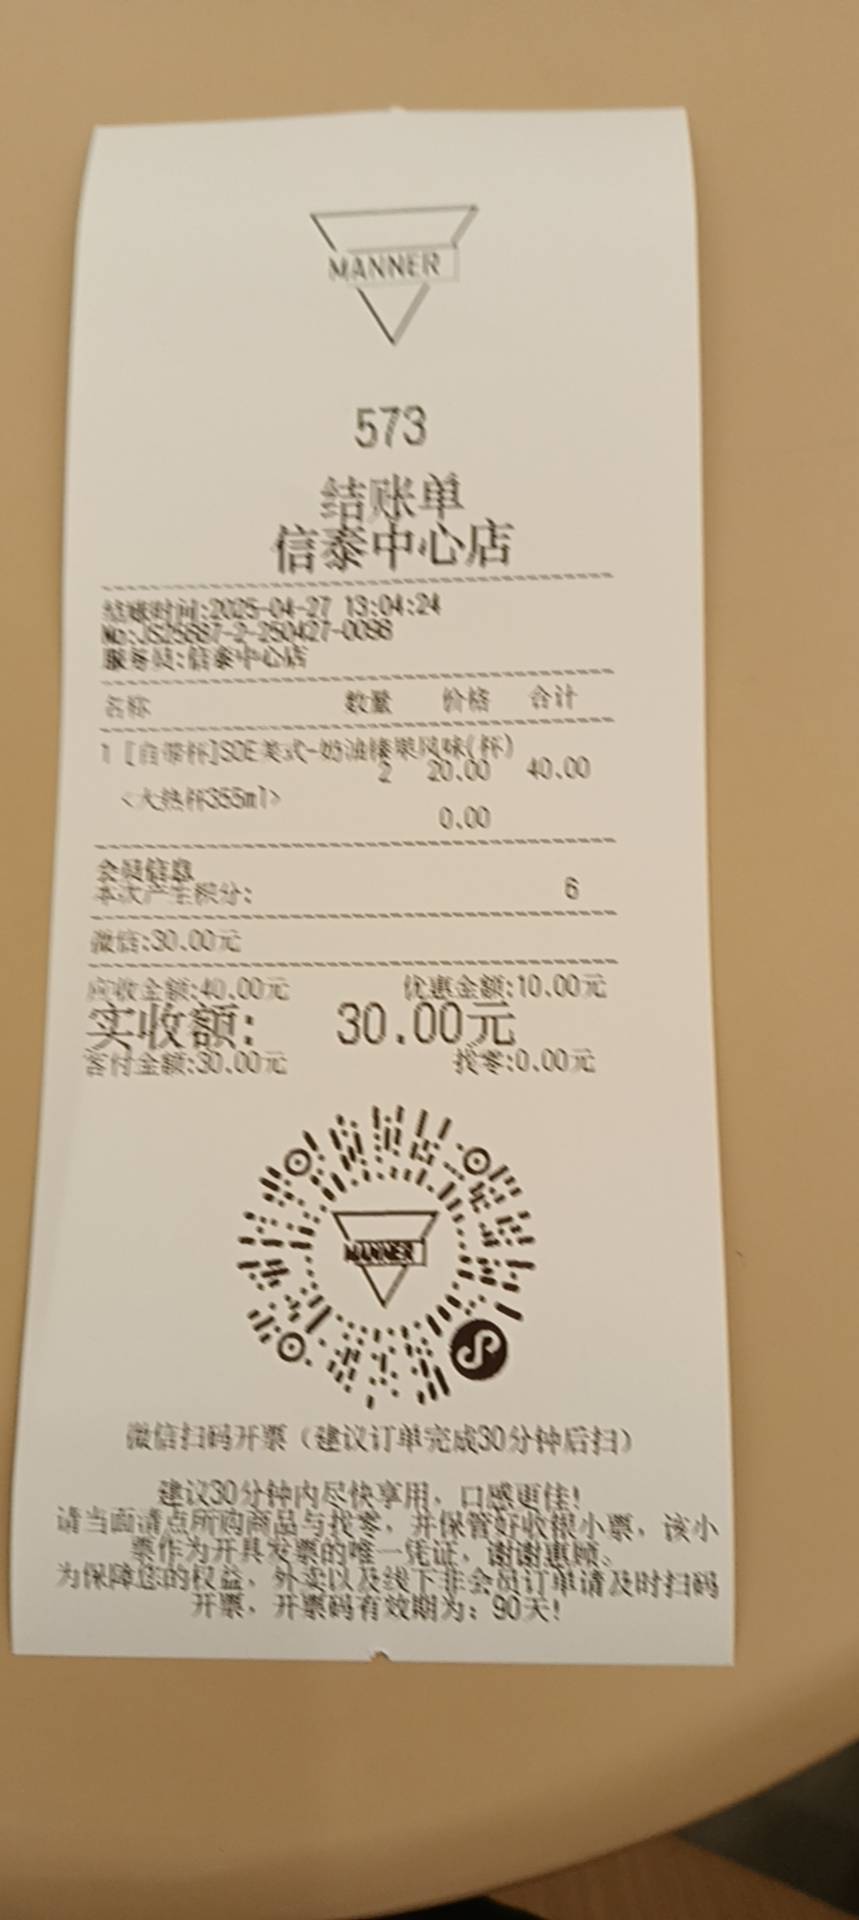 MANNER
573
结账单
信泰中心店
结账时间:2025-04-27 13:04:24
No:JS25687-2-250427-0098
服务员:信泰中心店
名称 数量 价格 合计
1 [自带杯]SOE美式-奶油榛果风味(杯)
2 20.00 40.00
<大热杯355ml>
0.00
会员信息
本次产生积分: 6
微信:30.00元
应收金额:40.00元 优惠金额:10.00元
实收额: 30.00元
客付金额:30.00元 找零:0.00元
MANNER
微信扫码开票（建议订单完成30分钟后扫）
建议30分钟内尽快享用，口感更佳!
请当面清点所购商品与找零，并保管好收银小票，该小
票作为开具发票的唯一凭证，谢谢惠顾。
为保障您的权益，外卖以及线下非会员订单请及时扫码
开票，开票码有效期为：90天!